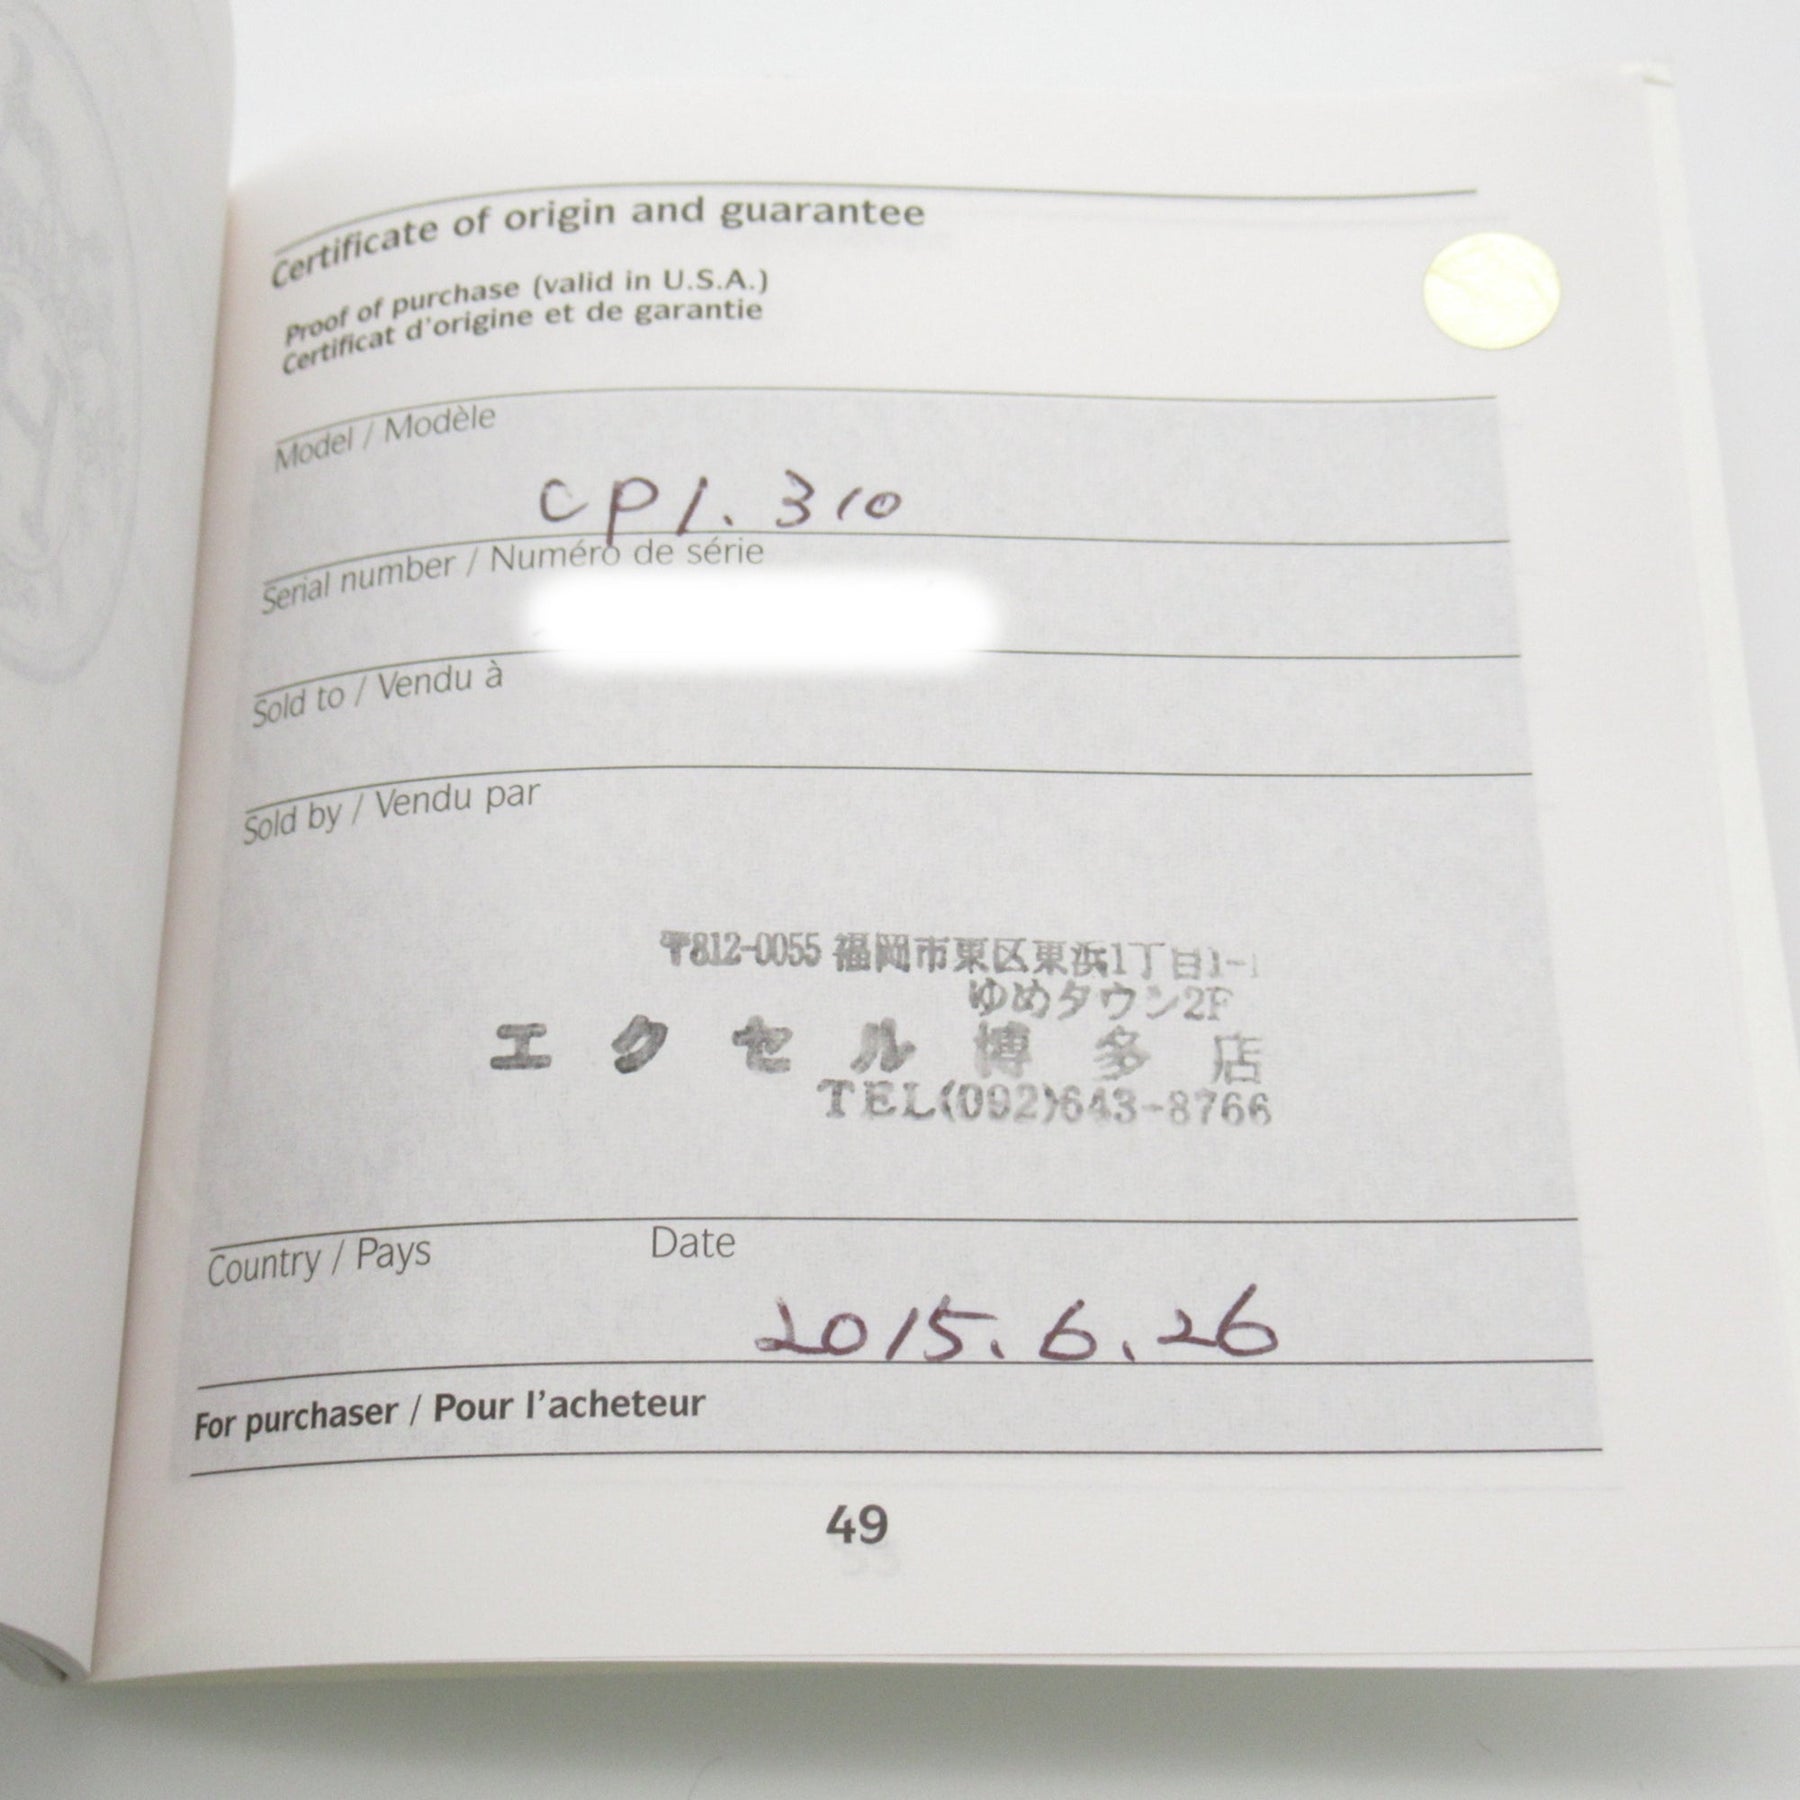 Certificate of origin and guarantee
Proof of purchase (valid in U.S.A.)
Certificat d'origine et de garantie
Model / Modèle
CP1.310
Serial number / Numéro de série
Sold to / Vendu à
Sold by / Vendu par
〒812-0055 福岡市東区東浜1丁目1-1
ゆめタウン2F
エクセル博多店
TEL(092)643-8766
Country / Pays Date
2015.6.26
For purchaser / Pour l'acheteur
49